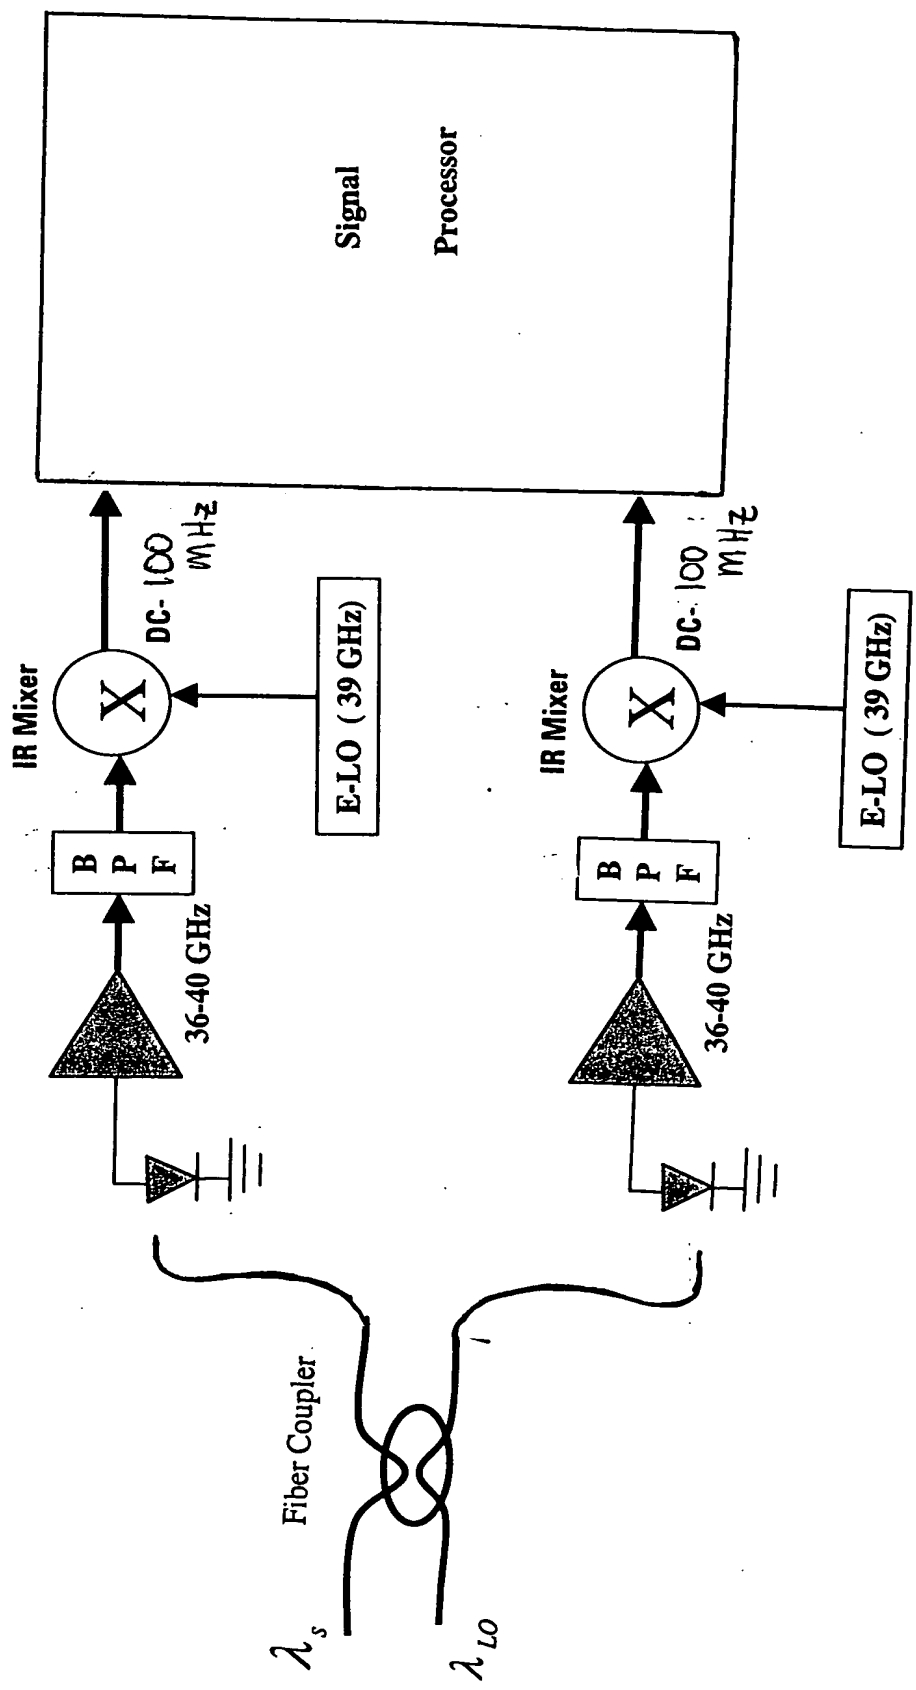 λs
λLO
Fiber Coupler
36-40 GHz
B
P
F
IR Mixer
X
E-LO (39 GHz)
DC-100
MHz
36-40 GHz
B
P
F
IR Mixer
X
E-LO (39 GHz)
DC-100
MHz
Signal
Processor